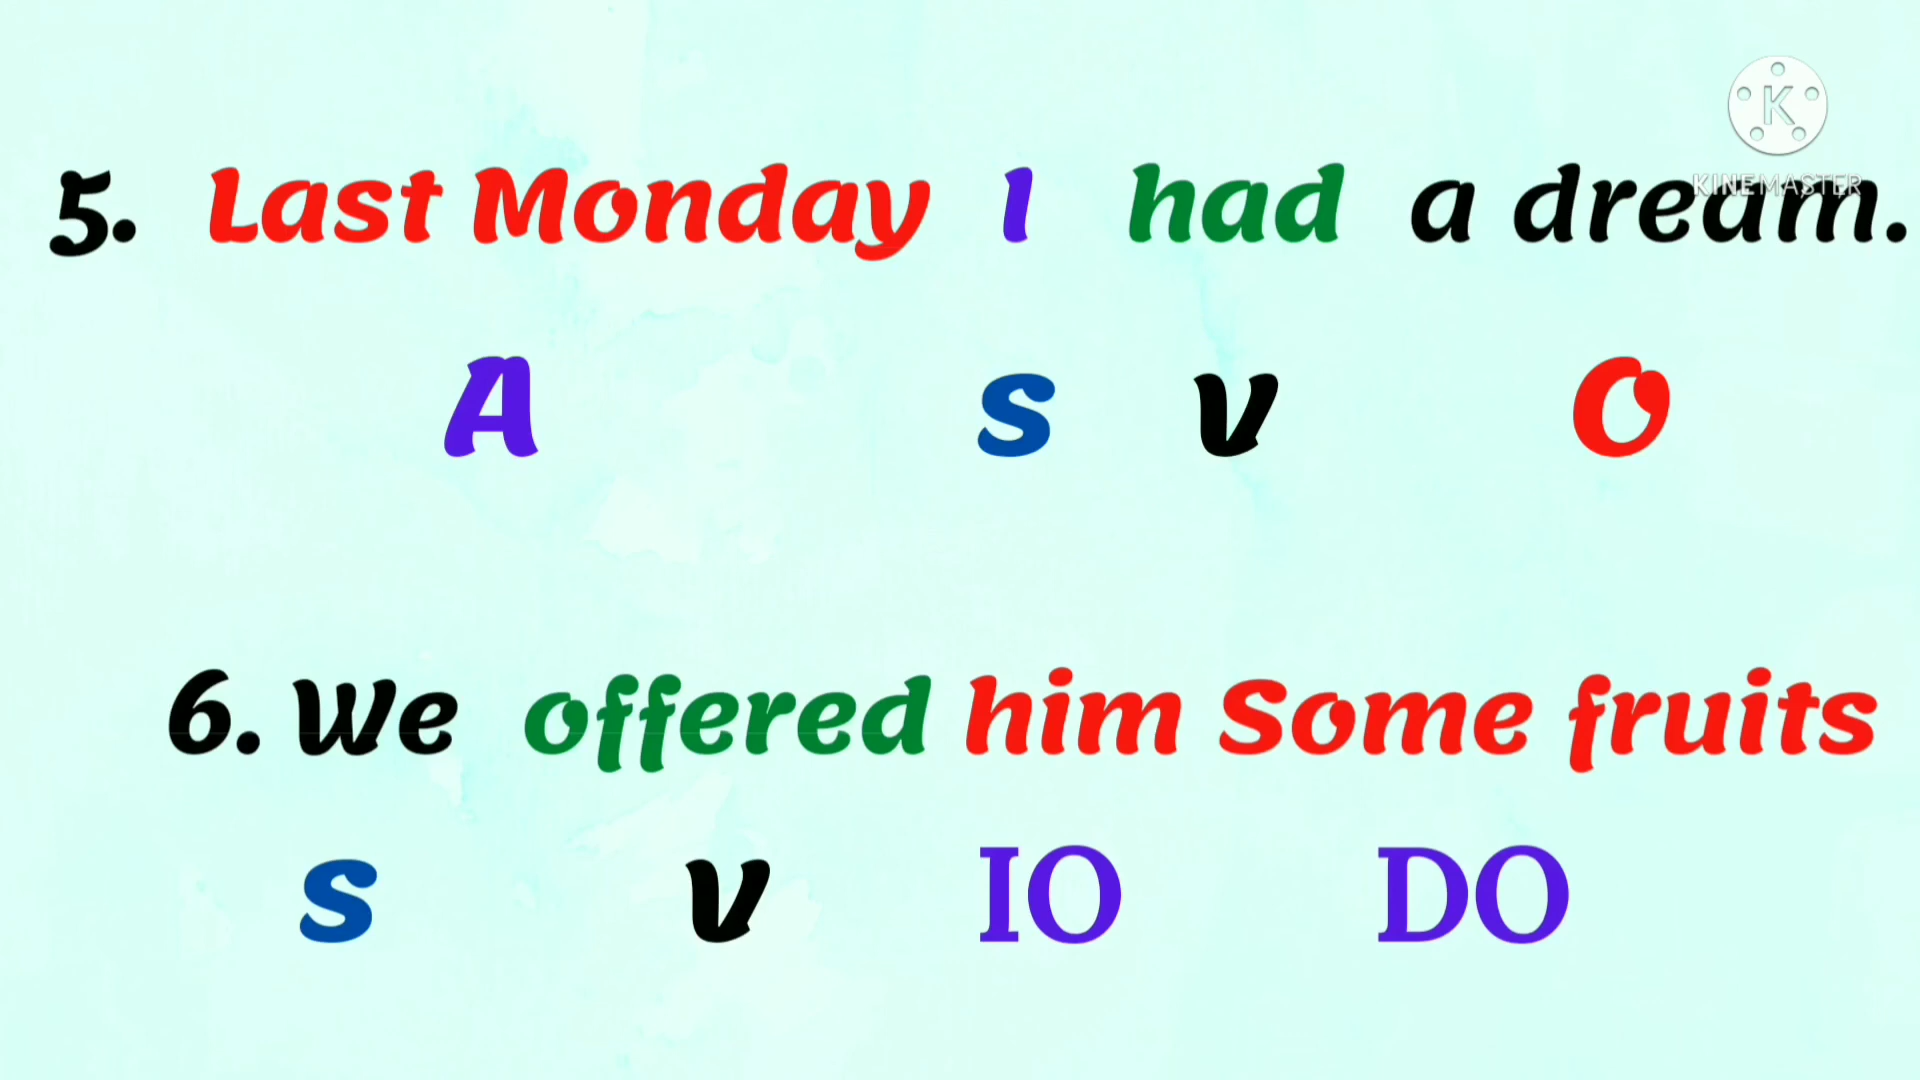 K
KINEMASTER
5. Last Monday I had a dream.
A S V O
6. We offered him Some fruits
S V IO DO